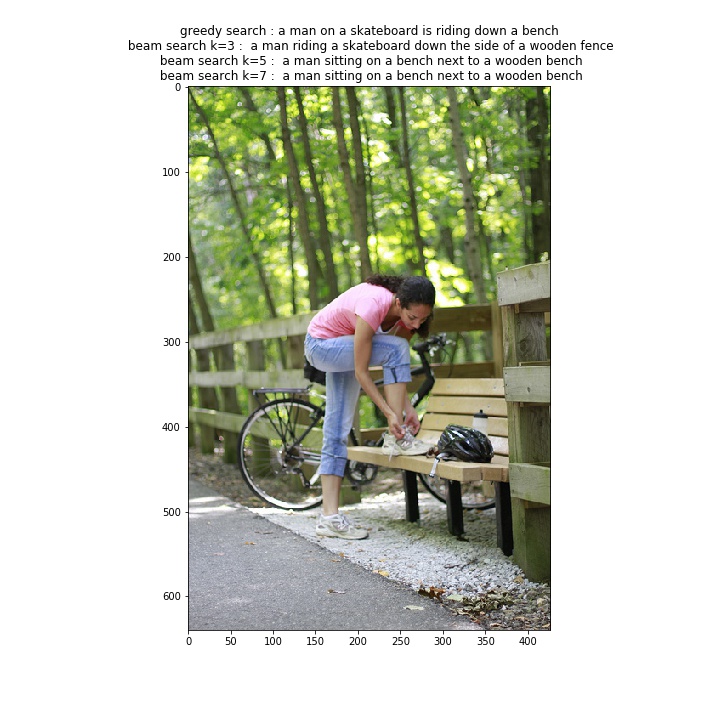 greedy search : a man on a skateboard is riding down a bench
beam search k=3 :  a man riding a skateboard down the side of a wooden fence
beam search k=5 :  a man sitting on a bench next to a wooden bench
beam search k=7 :  a man sitting on a bench next to a wooden bench
0
100
200
300
400
500
600
0 50 100 150 200 250 300 350 400